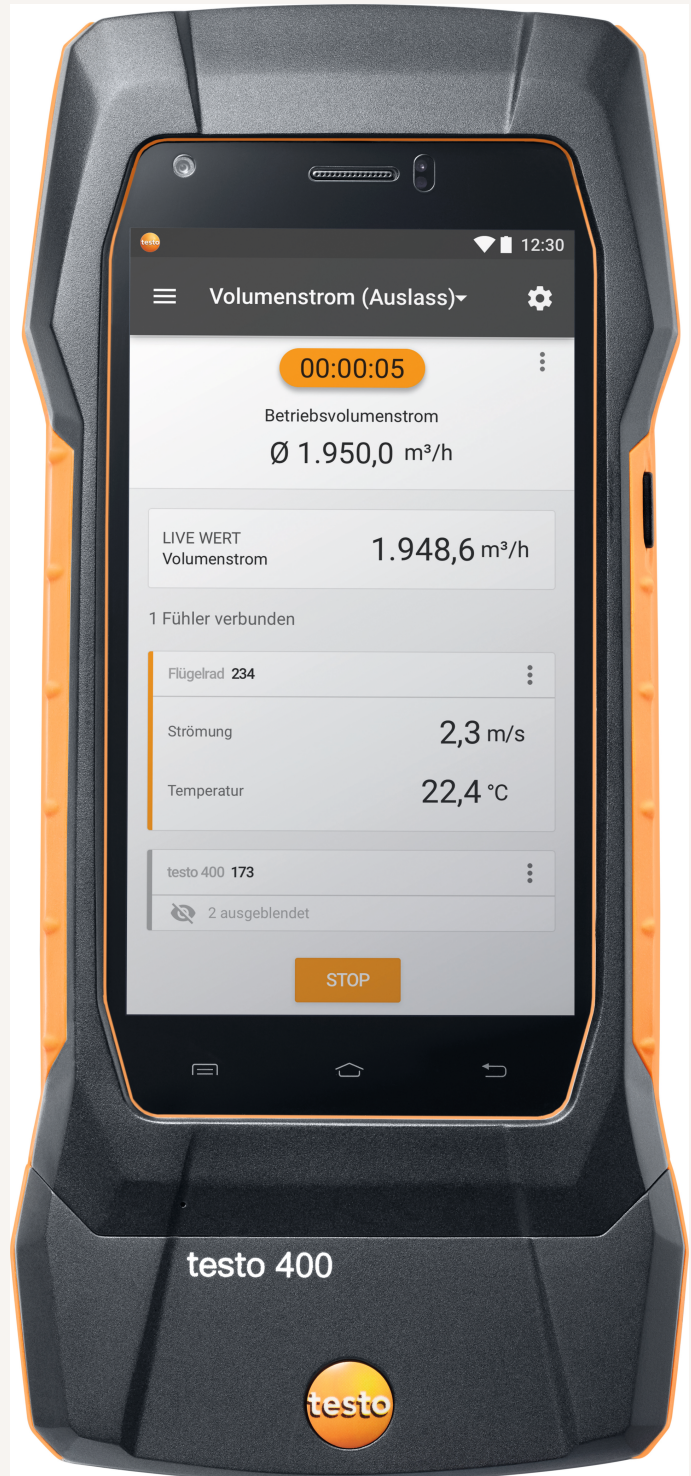 testo
12:30
Volumenstrom (Auslass)
00:00:05
Betriebsvolumenstrom
Ø 1.950,0 m³/h
LIVE WERT
Volumenstrom
1.948,6 m³/h
1 Fühler verbunden
Flügelrad 234
Strömung 2,3 m/s
Temperatur 22,4 °C
testo 400 173
2 ausgeblendet
STOP
testo 400
testo